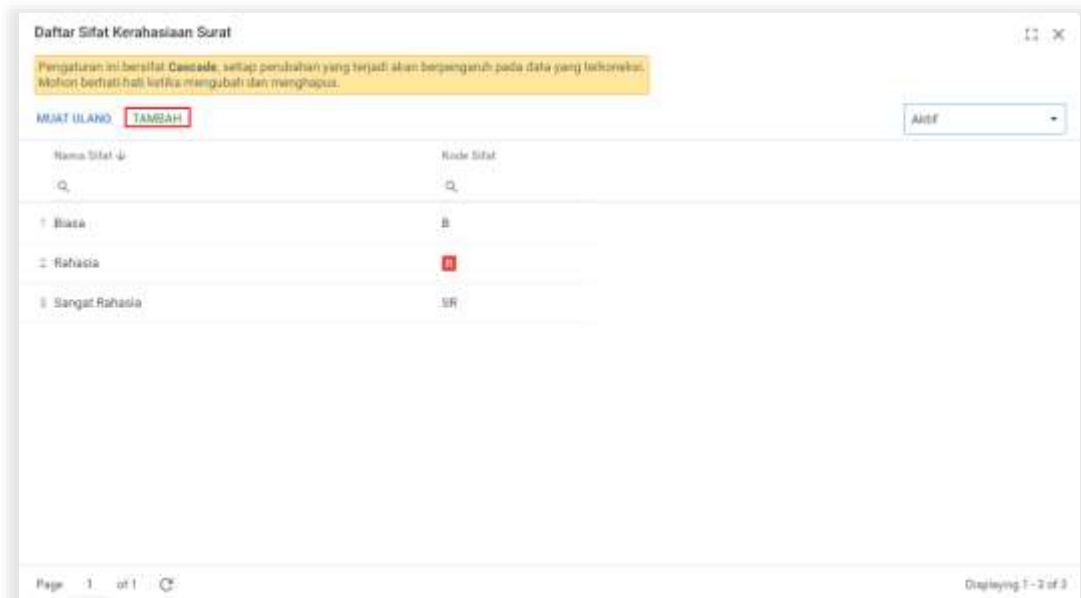 Daftar Sifat Kerahasiaan Surat
Pengaturan ini bersifat Cascade, setiap perubahan yang terjadi akan berpengaruh pada data yang terkoneksi.
Mohon berhati-hati ketika mengubah dan menghapus.
MUAT ULANG TAMBAH Aktif
Nama Sifat Kode Sifat
1 Biasa B
2 Rahasia R
3 Sangat Rahasia SR
Page 1 of 1 Displaying 1 - 3 of 3